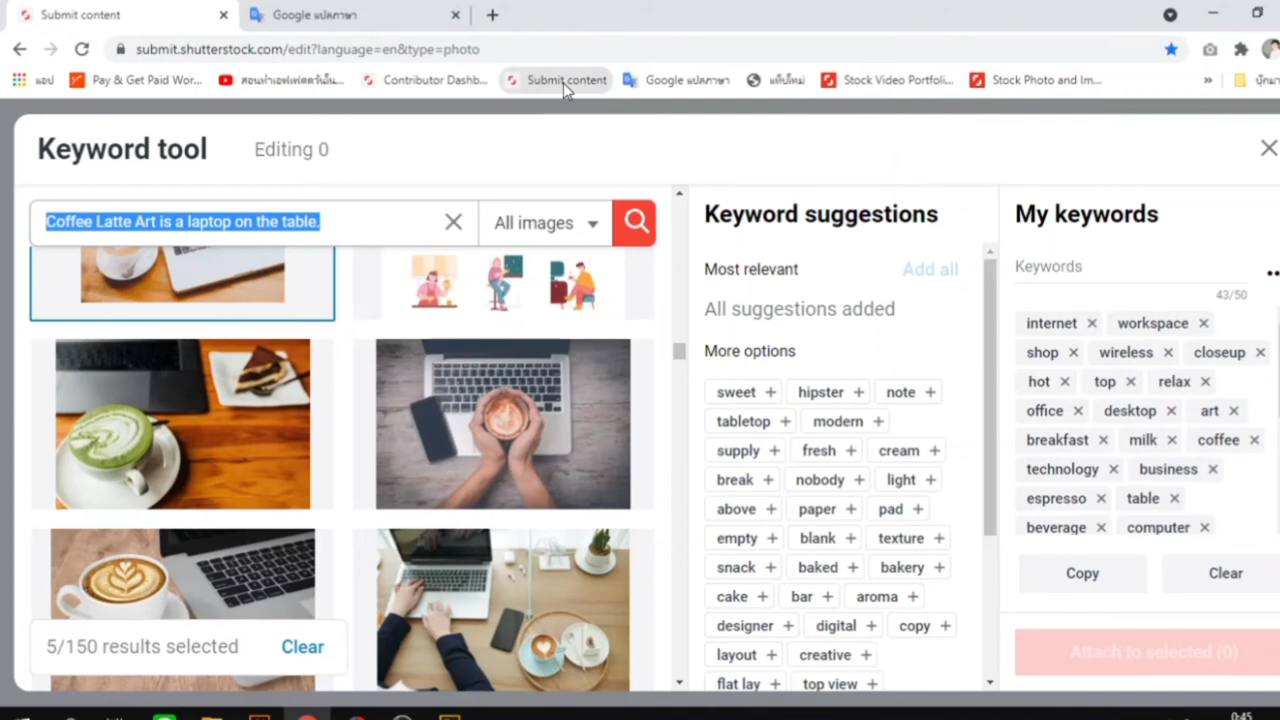 Submit content
Google แปลภาษา
submit.shutterstock.com/edit?language=en&type=photo
แอป
Pay & Get Paid Wor...
Contributor Dashb...
Submit content
Google แปลภาษา
แท็บใหม่
Stock Video Portfoli...
Stock Photo and Im...
»
Keyword tool
Editing 0
Coffee Latte Art is a laptop on the table.
All images
5/150 results selected
Clear
Keyword suggestions
Most relevant
Add all
All suggestions added
More options
sweet + hipster + note +
tabletop + modern +
supply + fresh + cream +
break + nobody + light +
above + paper + pad +
empty + blank + texture +
snack + baked + bakery +
cake + bar + aroma +
designer + digital + copy +
layout + creative +
flat lay + top view +
My keywords
Keywords
43/50
internet × workspace ×
shop × wireless × closeup ×
hot × top × relax ×
office × desktop × art ×
breakfast × milk × coffee ×
technology × business ×
espresso × table ×
beverage × computer ×
Copy
Clear
Attach to selected (0)
0:45